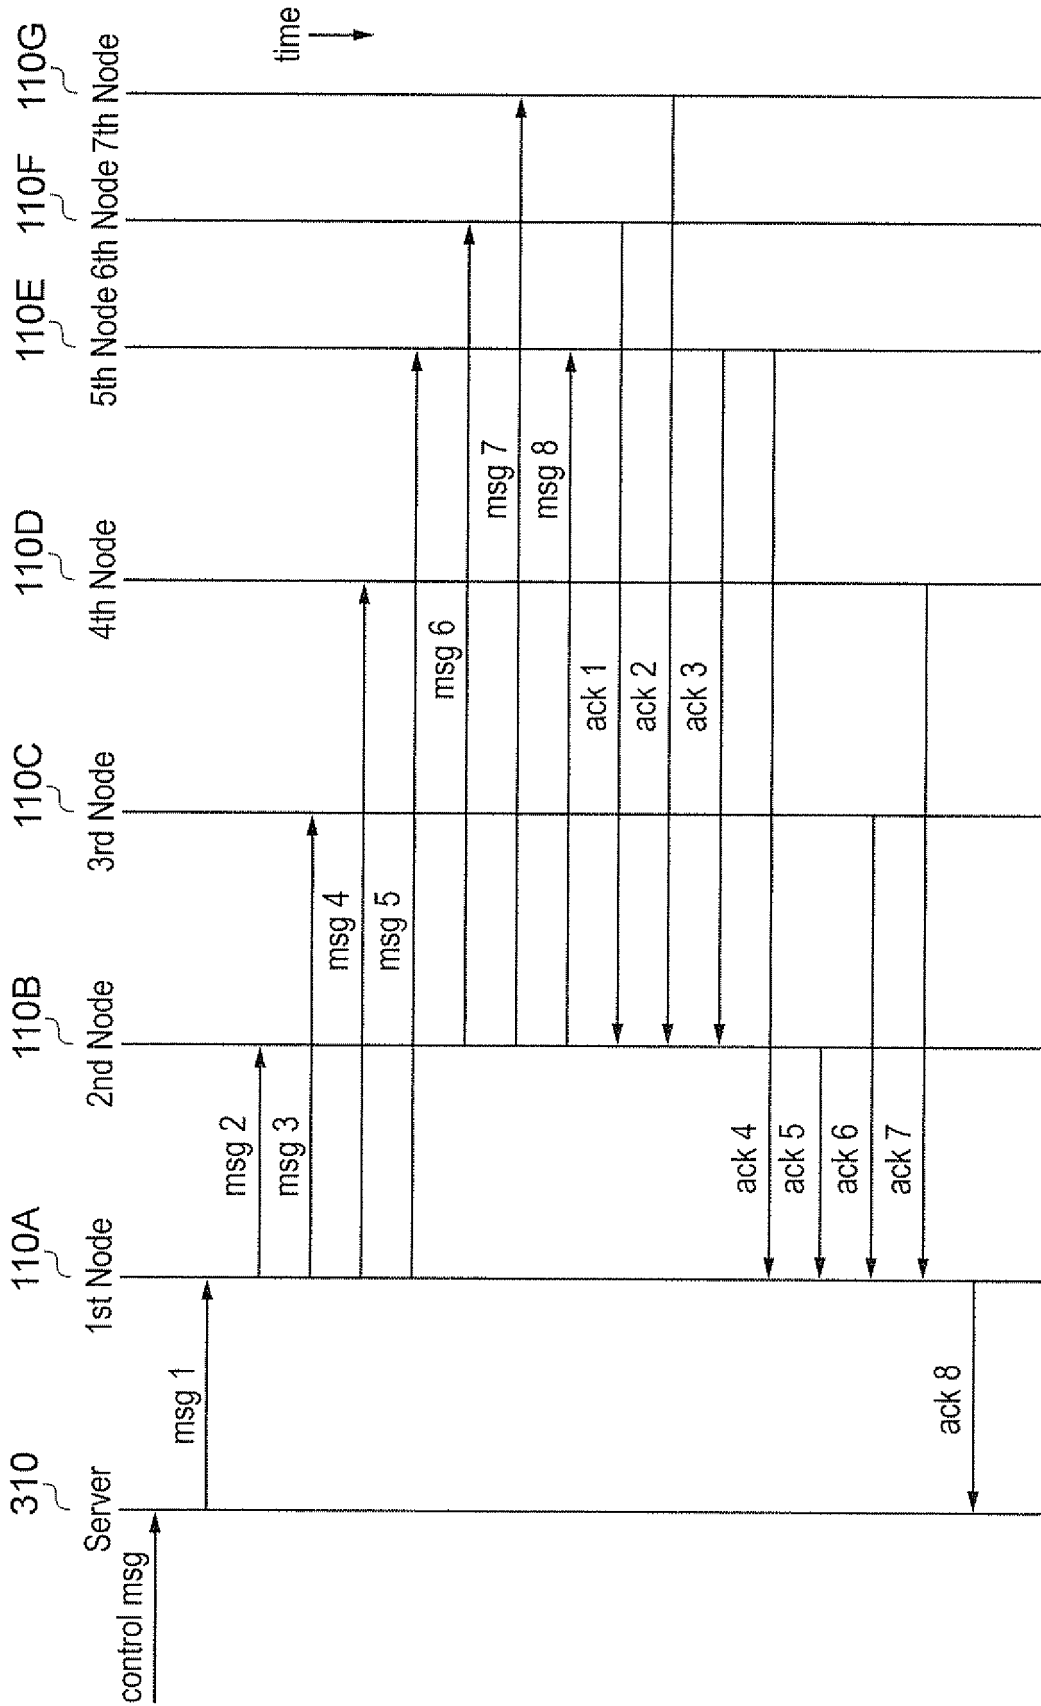 310 110A 110B 110C 110D 110E 110F 110G
Server 1st Node 2nd Node 3rd Node 4th Node 5th Node 6th Node 7th Node
time
control msg
msg 1
msg 2
msg 3
msg 4
msg 5
msg 6
msg 7
msg 8
ack 1
ack 2
ack 3
ack 4
ack 5
ack 6
ack 7
ack 8